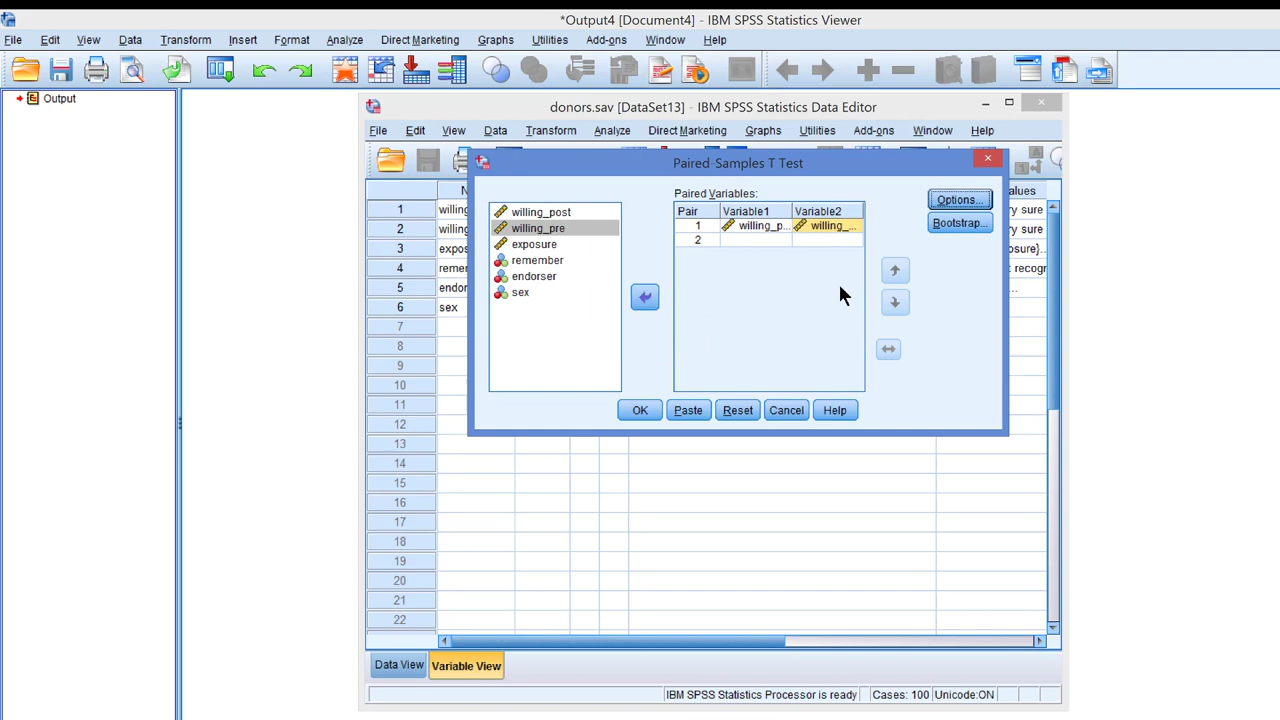 *Output4 [Document4] - IBM SPSS Statistics Viewer
File Edit View Data Transform Insert Format Analyze Direct Marketing Graphs Utilities Add-ons Window Help
Output
donors.sav [DataSet13] - IBM SPSS Statistics Data Editor
File Edit View Data Transform Analyze Direct Marketing Graphs Utilities Add-ons Window Help
Paired-Samples T Test
Paired Variables:
willing_post
willing_pre
exposure
remember
endorser
sex
Pair Variable1 Variable2
1 willing_p... willing_...
2
Options...
Bootstrap...
OK Paste Reset Cancel Help
N
alues
1 willing ry sure
2 willing ry sure
3 expos osure}...
4 reme t recogn
5 endor ...
6 sex
7
8
9
10
11
12
13
14
15
16
17
18
19
20
21
22
Data View Variable View
IBM SPSS Statistics Processor is ready Cases: 100 Unicode:ON